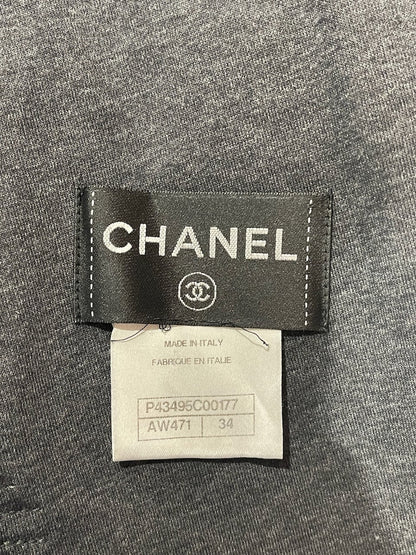 CHANEL
MADE IN ITALY
FABRIQUE EN ITALIE
P43495C00177
AW471 34